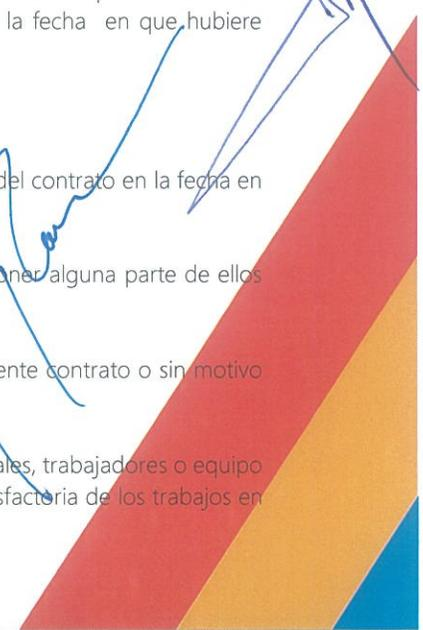 la fecha en que hubiere
del contrato en la fecha en
oner alguna parte de ellos
ente contrato o sin motivo
ales, trabajadores o equipo
sfactoria de los trabajos en